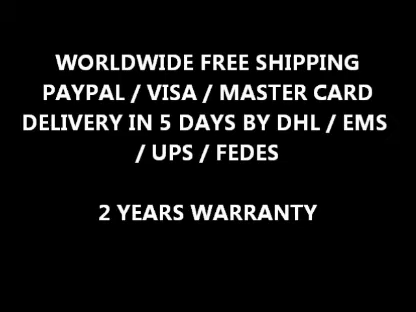 WORLDWIDE FREE SHIPPING
PAYPAL / VISA / MASTER CARD
DELIVERY IN 5 DAYS BY DHL / EMS
/ UPS / FEDES
2 YEARS WARRANTY